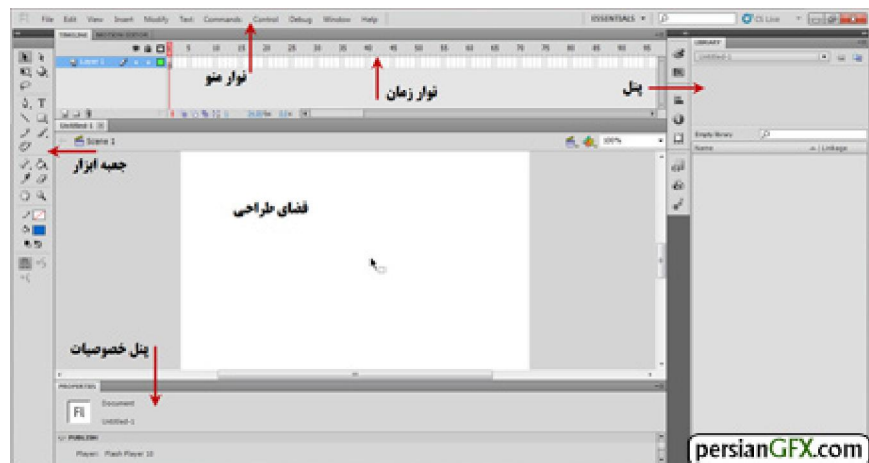 File Edit View Insert Modify Text Commands Control Debug Window Help
ESSENTIALS
CS Live
TIMELINE MOTION EDITOR
5 10 15 20 25 30 35 40 45 50 55 60 65 70 75 80 85 90 95
Layer 1
نوار منو
نوار زمان
پنل
LIBRARY
Untitled-1
Empty library
Name Linkage
Untitled-1
Scene 1
100%
جعبه ابزار
فضای طراحی
پنل خصوصیات
PROPERTIES
Fl
Document
Untitled-1
PUBLISH
Player: Flash Player 10
persianGFX.com